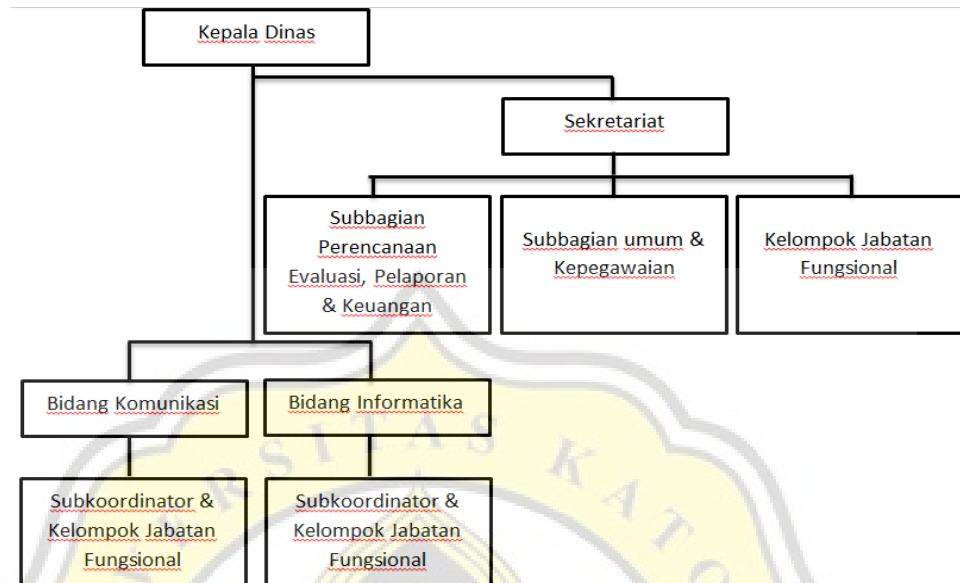 Kepala Dinas
Sekretariat
Subbagian
Perencanaan
Evaluasi, Pelaporan
& Keuangan
Subbagian umum &
Kepegawaian
Kelompok Jabatan
Fungsional
Bidang Komunikasi
Bidang Informatika
Subkoordinator &
Kelompok Jabatan
Fungsional
Subkoordinator &
Kelompok Jabatan
Fungsional